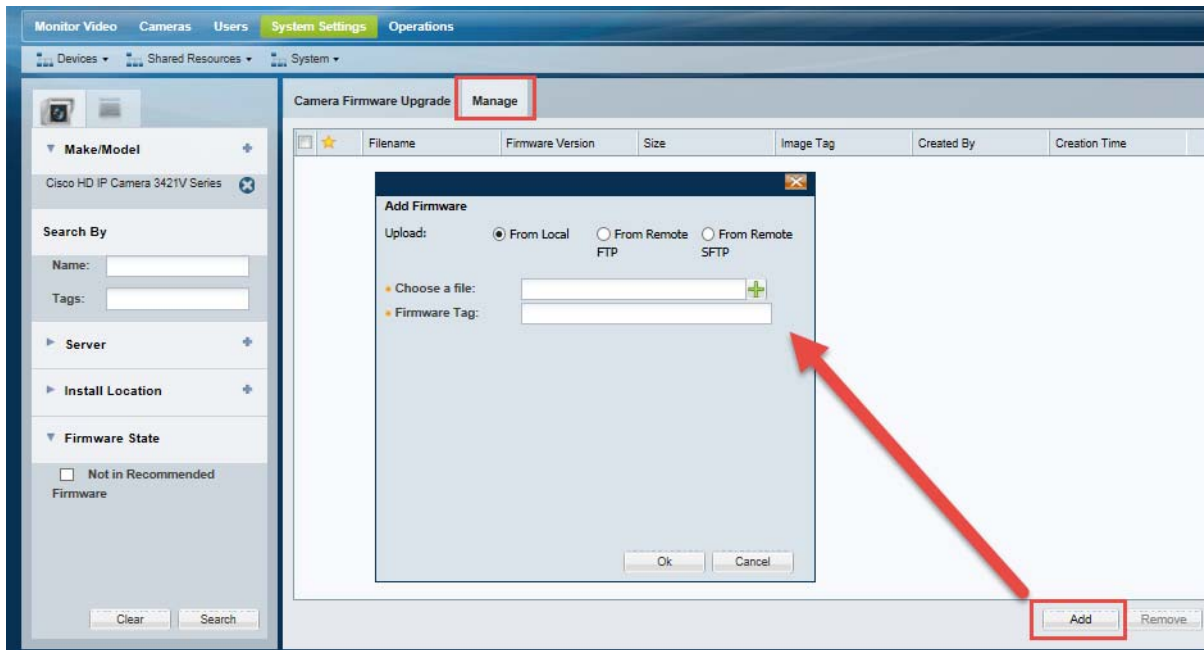 Monitor Video Cameras Users System Settings Operations
Devices Shared Resources System
Make/Model
Cisco HD IP Camera 3421V Series
Search By
Name:
Tags:
Server
Install Location
Firmware State
Not in Recommended
Firmware
Clear Search
Camera Firmware Upgrade Manage
Filename Firmware Version Size Image Tag Created By Creation Time
Add Firmware
Upload: From Local From Remote From Remote
FTP SFTP
Choose a file:
Firmware Tag:
Ok Cancel
Add Remove